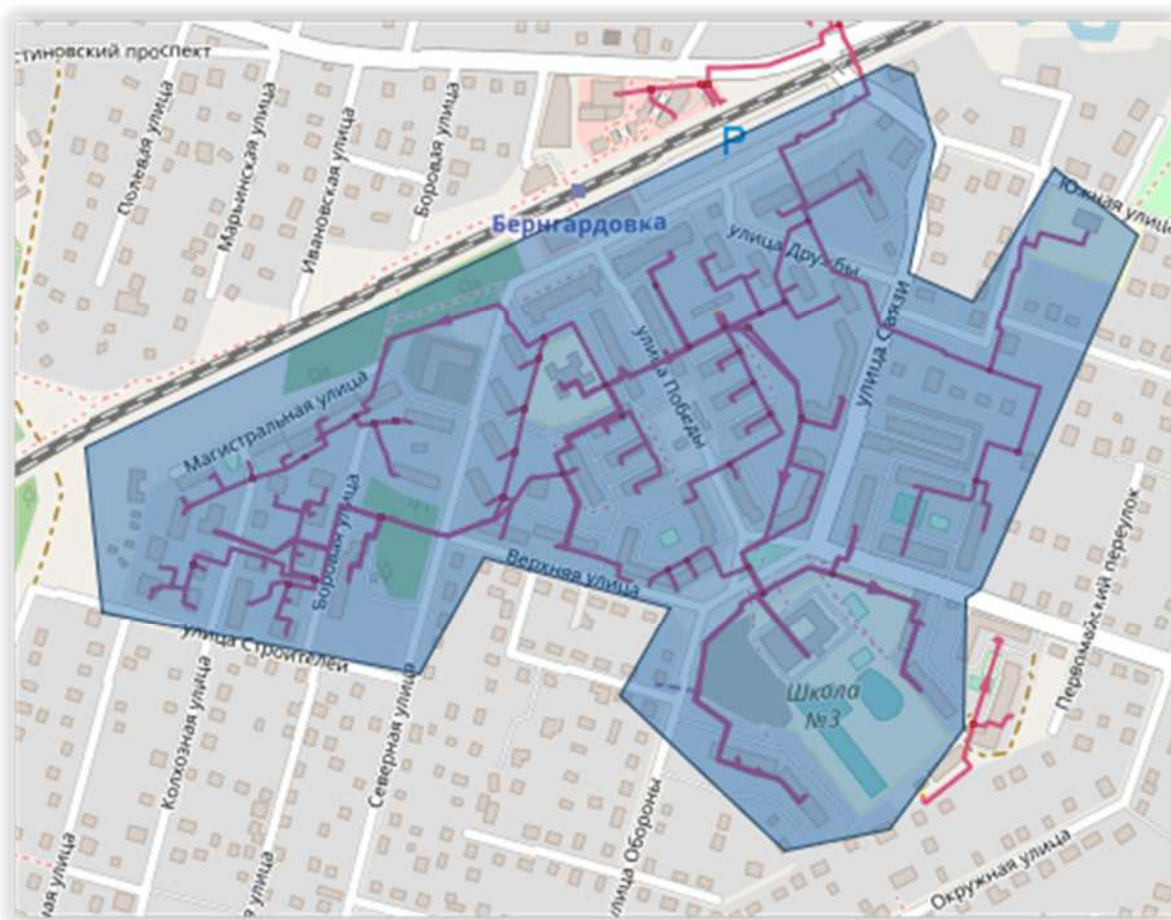 стиновский проспект
Полевая улица
Марьинская улица
Ивановская улица
Боровая улица
P
Бернгардовка
Южная улица
улица Дружбы
улица Связи
улица Победы
Магистральная улица
Боровая улица
Верхняя улица
улица Строителей
Школа
№3
Первомайский переулок
Колхозная улица
Северная улица
лица Обороны
Окружная улица
ая улица
а улица